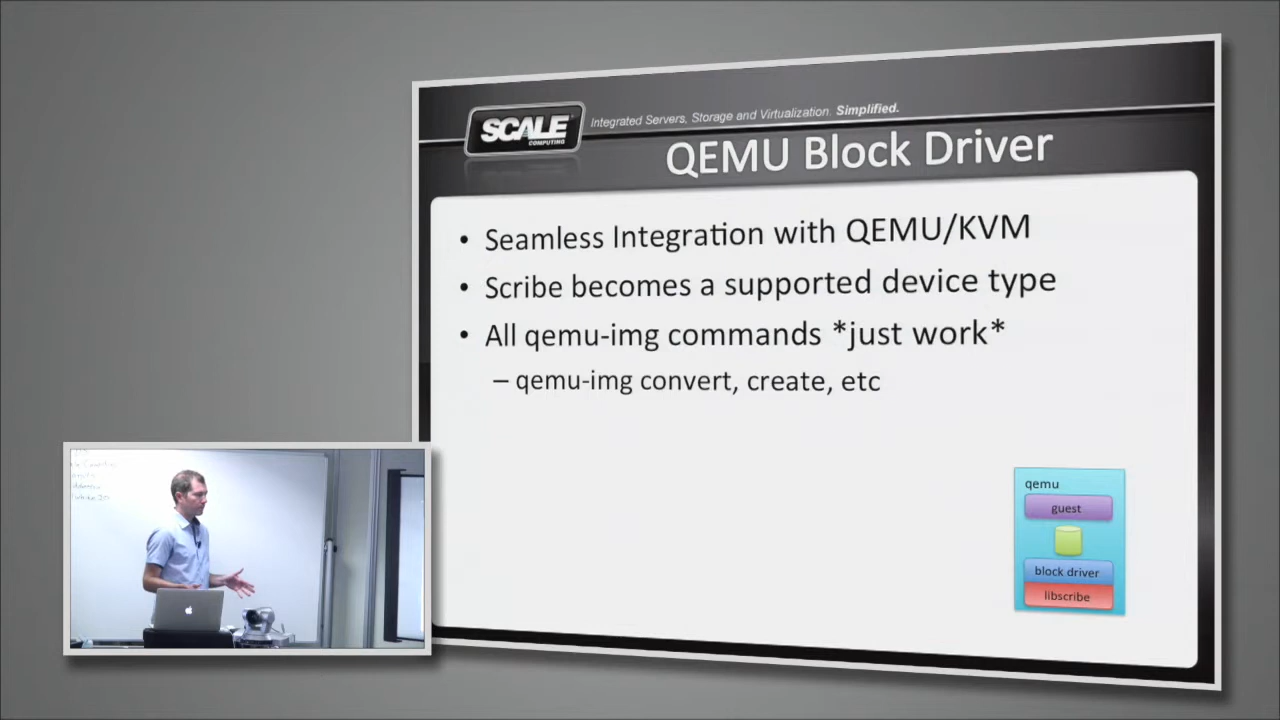 SCALE
COMPUTING
Integrated Servers, Storage and Virtualization. Simplified.
QEMU Block Driver
• Seamless Integration with QEMU/KVM
• Scribe becomes a supported device type
• All qemu-img commands *just work*
– qemu-img convert, create, etc
qemu
guest
block driver
libscribe